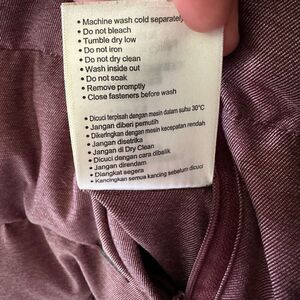 • Machine wash cold separately
• Do not bleach
• Tumble dry low
• Do not iron
• Do not dry clean
• Wash inside out
• Do not soak
• Remove promptly
• Close fasteners before wash
• Dicuci terpisah dengan mesin dalam suhu 30°C
• Jangan diberi pemutih
• Dikeringkan dengan mesin kecepatan rendah
• Jangan disetrika
• Jangan di Dry Clean
• Dicuci dengan cara dibalik
• Jangan direndam
• Diangkat segera
• Kancingkan semua kancing sebelum dicuci